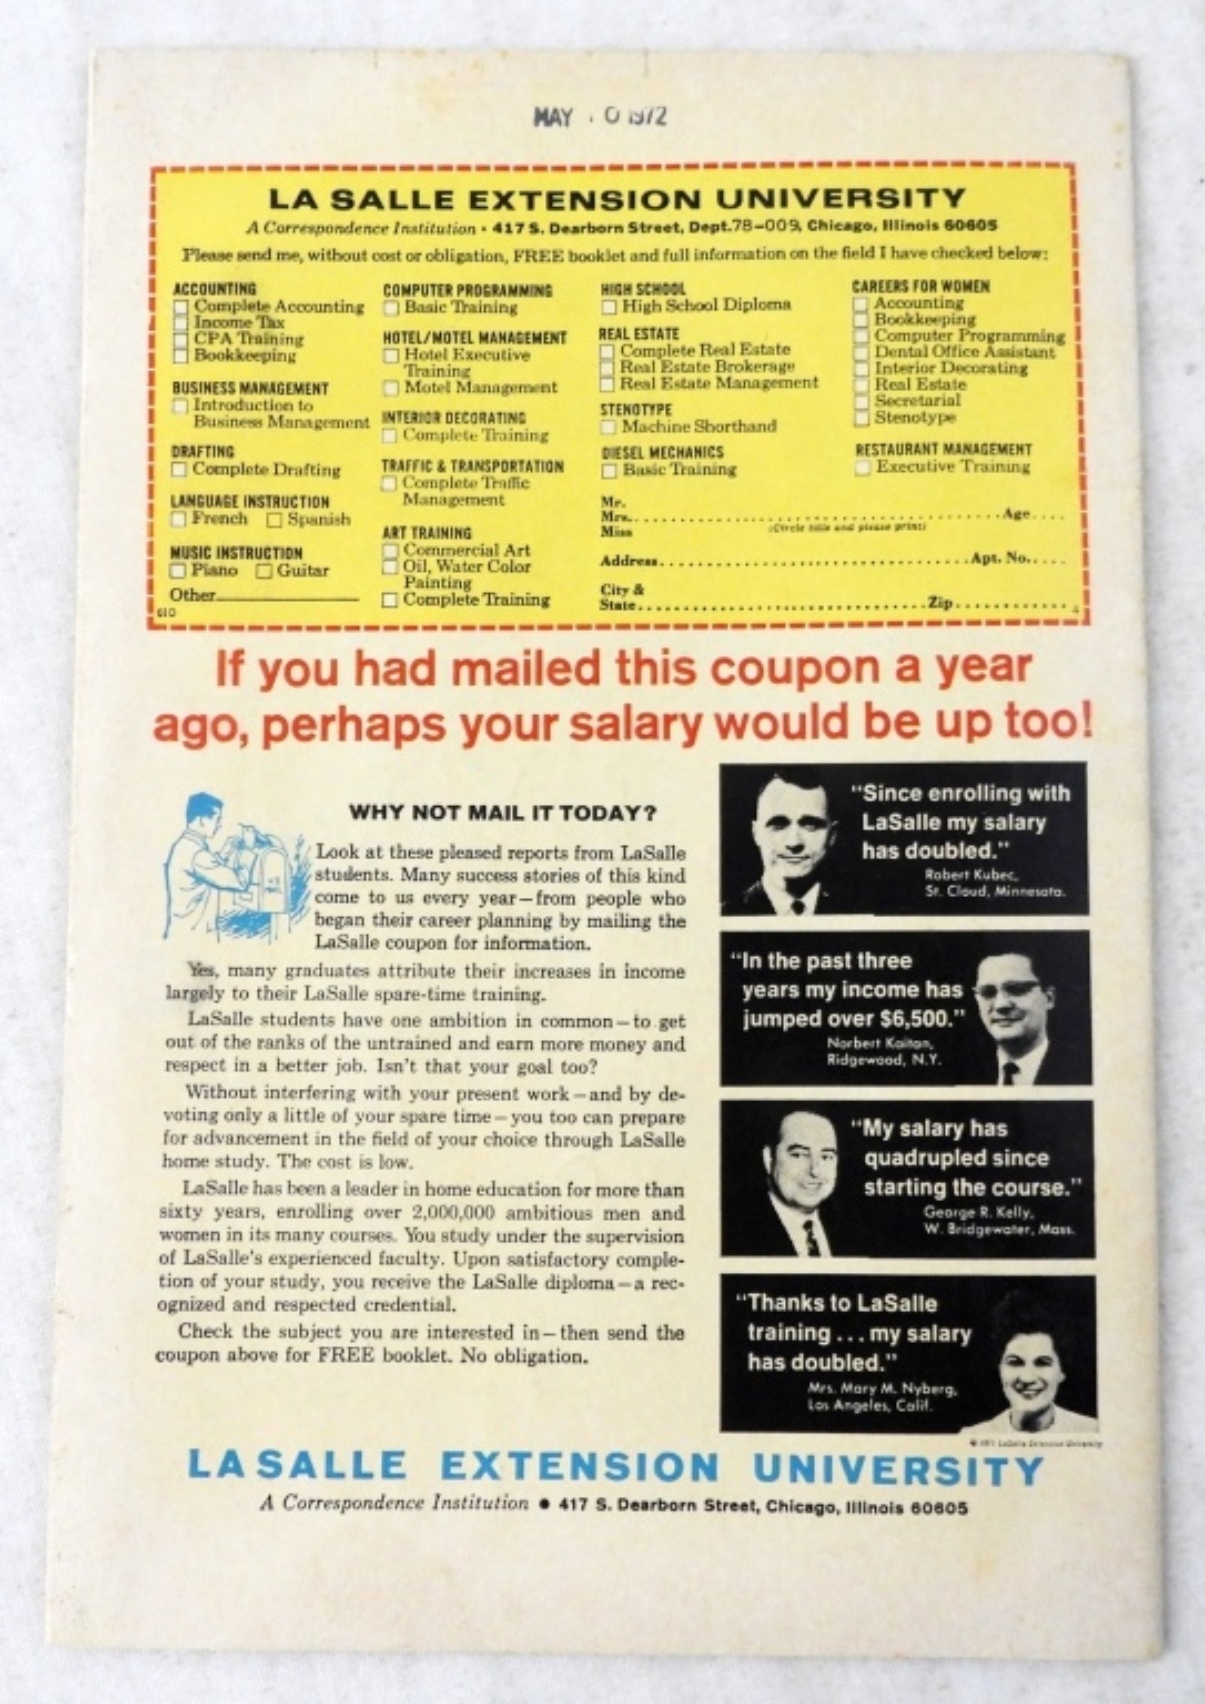 MAY 0 1972
LA SALLE EXTENSION UNIVERSITY
A Correspondence Institution • 417 S. Dearborn Street, Dept. 78-009, Chicago, Illinois 60605
Please send me, without cost or obligation, FREE booklet and full information on the field I have checked below:
ACCOUNTING
Complete Accounting
Income Tax
CPA Training
Bookkeeping
BUSINESS MANAGEMENT
Introduction to
Business Management
DRAFTING
Complete Drafting
LANGUAGE INSTRUCTION
French Spanish
MUSIC INSTRUCTION
Piano Guitar
Other
610
COMPUTER PROGRAMMING
Basic Training
HOTEL/MOTEL MANAGEMENT
Hotel Executive
Training
Motel Management
INTERIOR DECORATING
Complete Training
TRAFFIC & TRANSPORTATION
Complete Traffic
Management
ART TRAINING
Commercial Art
Oil, Water Color
Painting
Complete Training
HIGH SCHOOL
High School Diploma
REAL ESTATE
Complete Real Estate
Real Estate Brokerage
Real Estate Management
STENOTYPE
Machine Shorthand
DIESEL MECHANICS
Basic Training
CAREERS FOR WOMEN
Accounting
Bookkeeping
Computer Programming
Dental Office Assistant
Interior Decorating
Real Estate
Secretarial
Stenotype
RESTAURANT MANAGEMENT
Executive Training
Mr.
Mrs. Age
Miss (Circle title and please print)
Address Apt. No.
City &
State Zip
If you had mailed this coupon a year
ago, perhaps your salary would be up too!
WHY NOT MAIL IT TODAY?
Look at these pleased reports from LaSalle
students. Many success stories of this kind
come to us every year—from people who
began their career planning by mailing the
LaSalle coupon for information.
Yes, many graduates attribute their increases in income
largely to their LaSalle spare-time training.
LaSalle students have one ambition in common—to get
out of the ranks of the untrained and earn more money and
respect in a better job. Isn't that your goal too?
Without interfering with your present work—and by de-
voting only a little of your spare time—you too can prepare
for advancement in the field of your choice through LaSalle
home study. The cost is low.
LaSalle has been a leader in home education for more than
sixty years, enrolling over 2,000,000 ambitious men and
women in its many courses. You study under the supervision
of LaSalle's experienced faculty. Upon satisfactory comple-
tion of your study, you receive the LaSalle diploma—a rec-
ognized and respected credential.
Check the subject you are interested in—then send the
coupon above for FREE booklet. No obligation.
"Since enrolling with
LaSalle my salary
has doubled."
Robert Kubec,
St. Cloud, Minnesota.
"In the past three
years my income has
jumped over $6,500."
Norbert Kaitan,
Ridgewood, N.Y.
"My salary has
quadrupled since
starting the course."
George R. Kelly,
W. Bridgewater, Mass.
"Thanks to LaSalle
training...my salary
has doubled."
Mrs. Mary M. Nyberg,
Los Angeles, Calif.
© 1971 LaSalle Extension University
LA SALLE EXTENSION UNIVERSITY
A Correspondence Institution • 417 S. Dearborn Street, Chicago, Illinois 60605